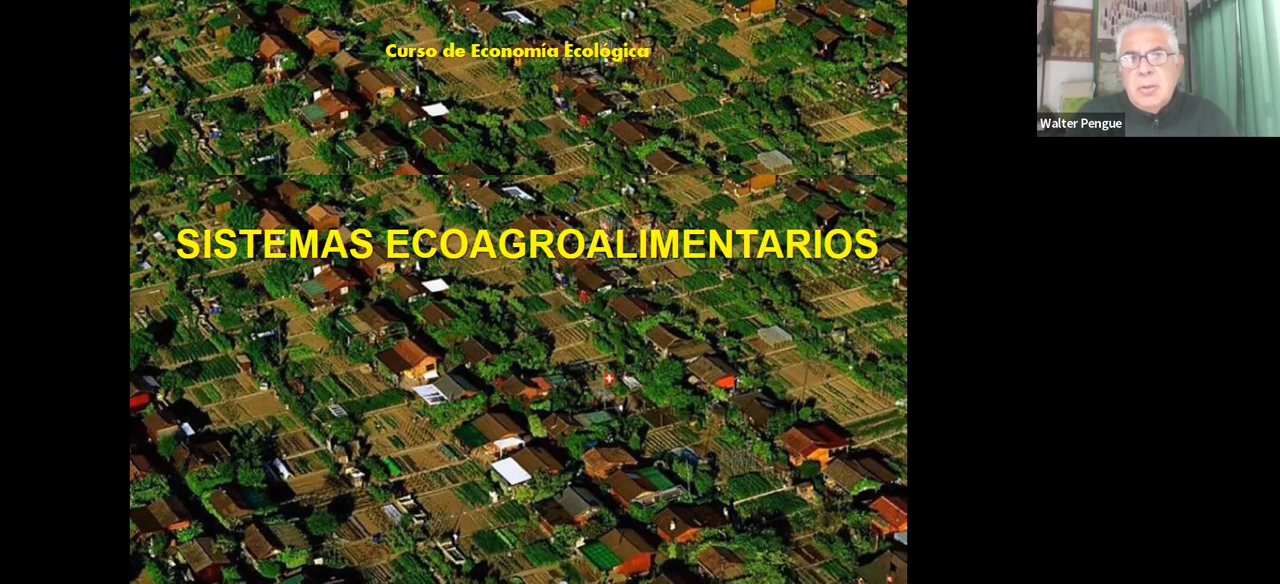 Curso de Economía Ecológica
Walter Pengue
SISTEMAS ECOAGROALIMENTARIOS